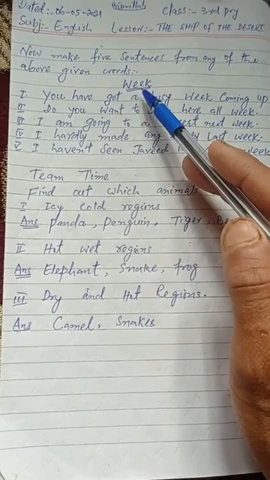 Dated:. 06-05-2021 Bismillah Class:- 3rd pry
Subj:- English Lesson:- THE SHIP OF THE DESERT
Now make five Sentences from any of the
above given words:-
Week
I You have got a busy week coming up
II Do you want to here all week.
III I am going to a next week.
IV I hardly made any last week.
V I haven't Seen Javeed week
Team Time
Find out which animals
I Icy cold regions
Ans panda, Penguin, Tiger,
II Hot wet regions
Ans Elephant, Snake, frog
III Dry and Hot Regions.
Ans Camel, Snakes